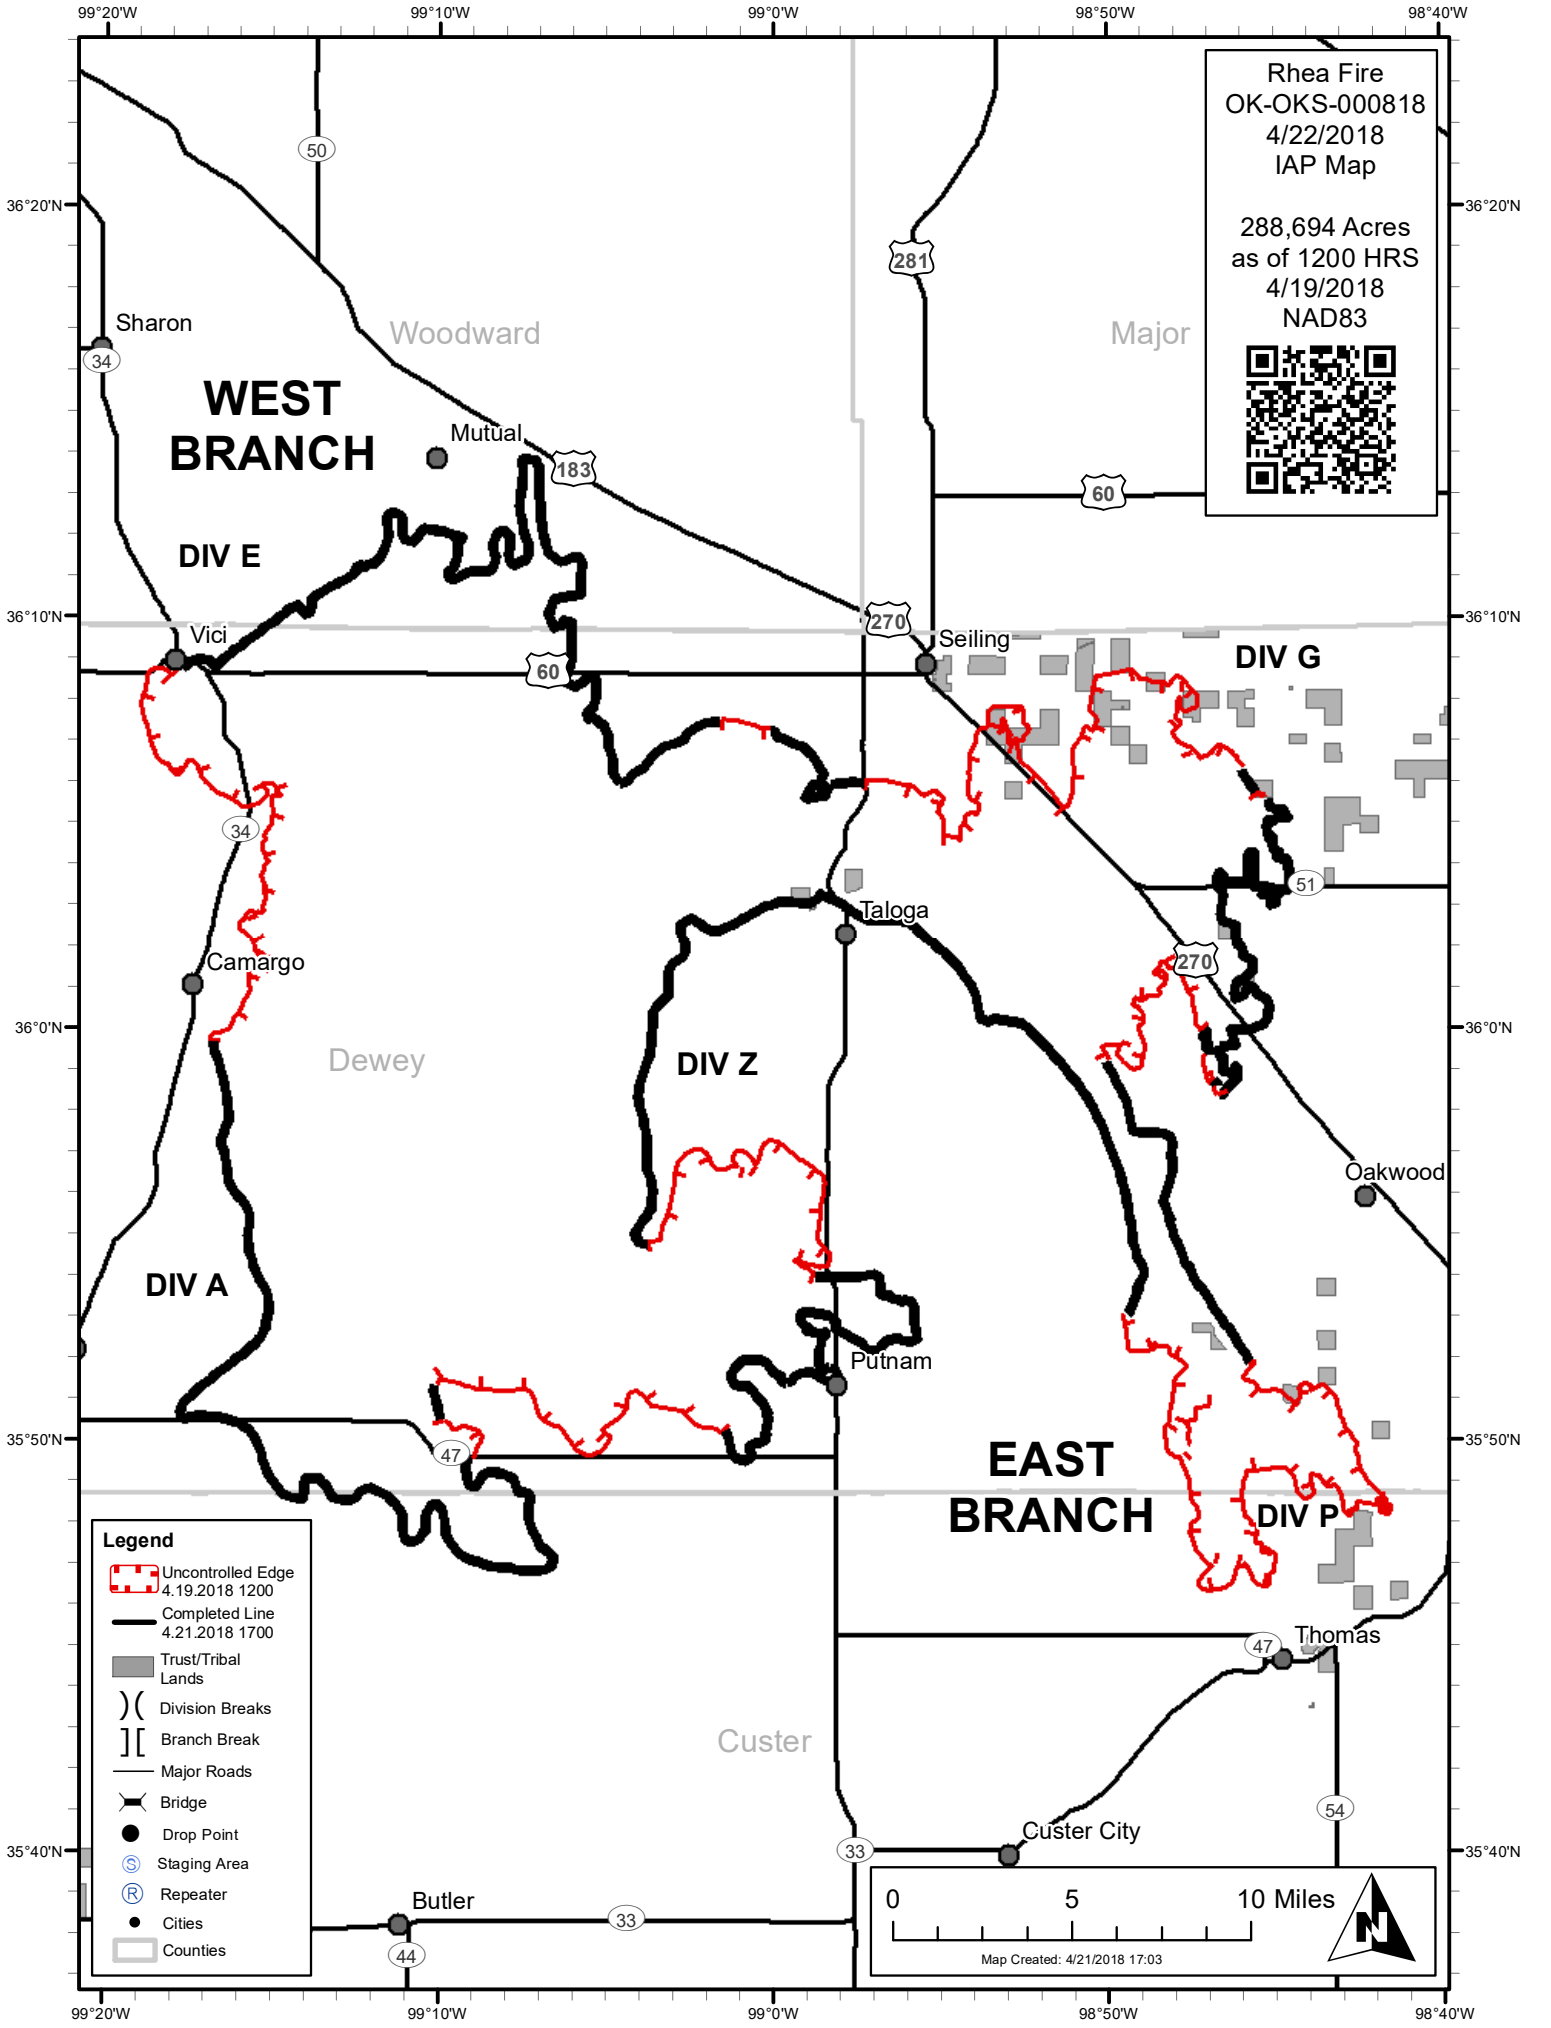 99°20'W
99°10'W
99°0'W
98°50'W
98°40'W
Rhea Fire
OK-OKS-000818
4/22/2018
IAP Map
288,694 Acres
as of 1200 HRS
4/19/2018
NAD83
50
36°20'N
36°20'N
281
Sharon
34
Woodward
Major
WEST
BRANCH
Mutual
183
60
DIV E
36°10'N
36°10'N
270
Vici
Seiling
DIV G
60
34
51
Taloga
Camargo
270
36°0'N
36°0'N
Dewey
DIV Z
Oakwood
DIV A
Putnam
35°50'N
35°50'N
47
EAST
BRANCH
DIV P
Legend
Uncontrolled Edge
4.19.2018 1200
Completed Line
4.21.2018 1700
Trust/Tribal
Lands
)( Division Breaks
][ Branch Break
Major Roads
Bridge
Drop Point
S Staging Area
R Repeater
Cities
Counties
47
Thomas
Custer
54
Custer City
33
35°40'N
35°40'N
Butler
33
44
0 5 10 Miles
Map Created: 4/21/2018 17:03
N
99°20'W
99°10'W
99°0'W
98°50'W
98°40'W